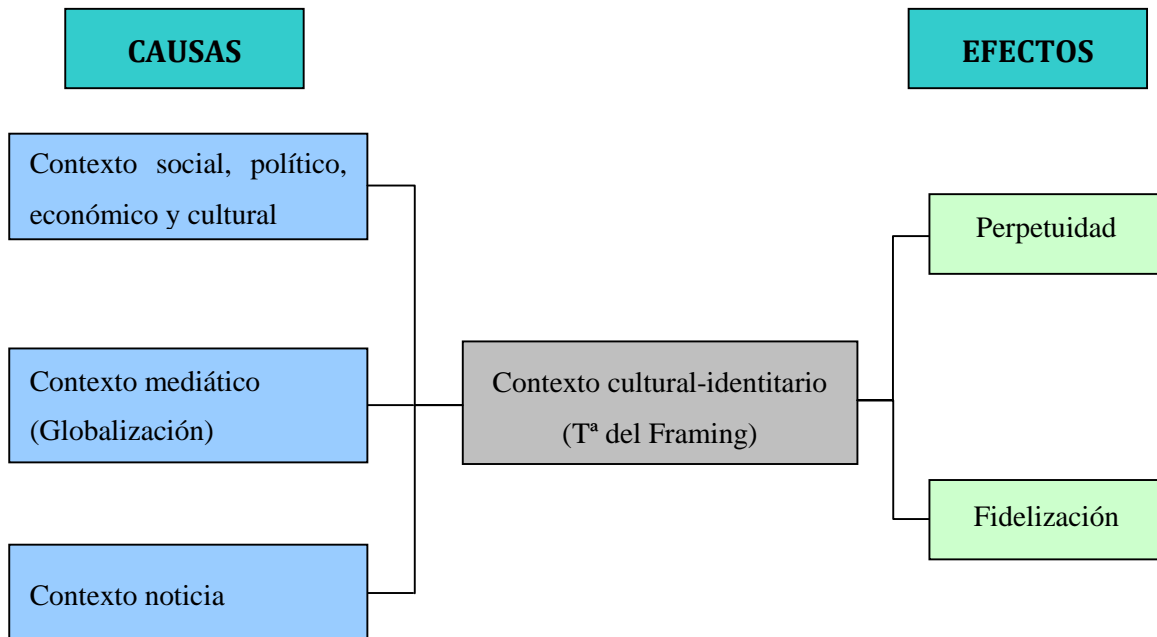 CAUSAS
EFECTOS
Contexto social, político,
económico y cultural
Contexto mediático
(Globalización)
Contexto noticia
Contexto cultural-identitario
(Tª del Framing)
Perpetuidad
Fidelización